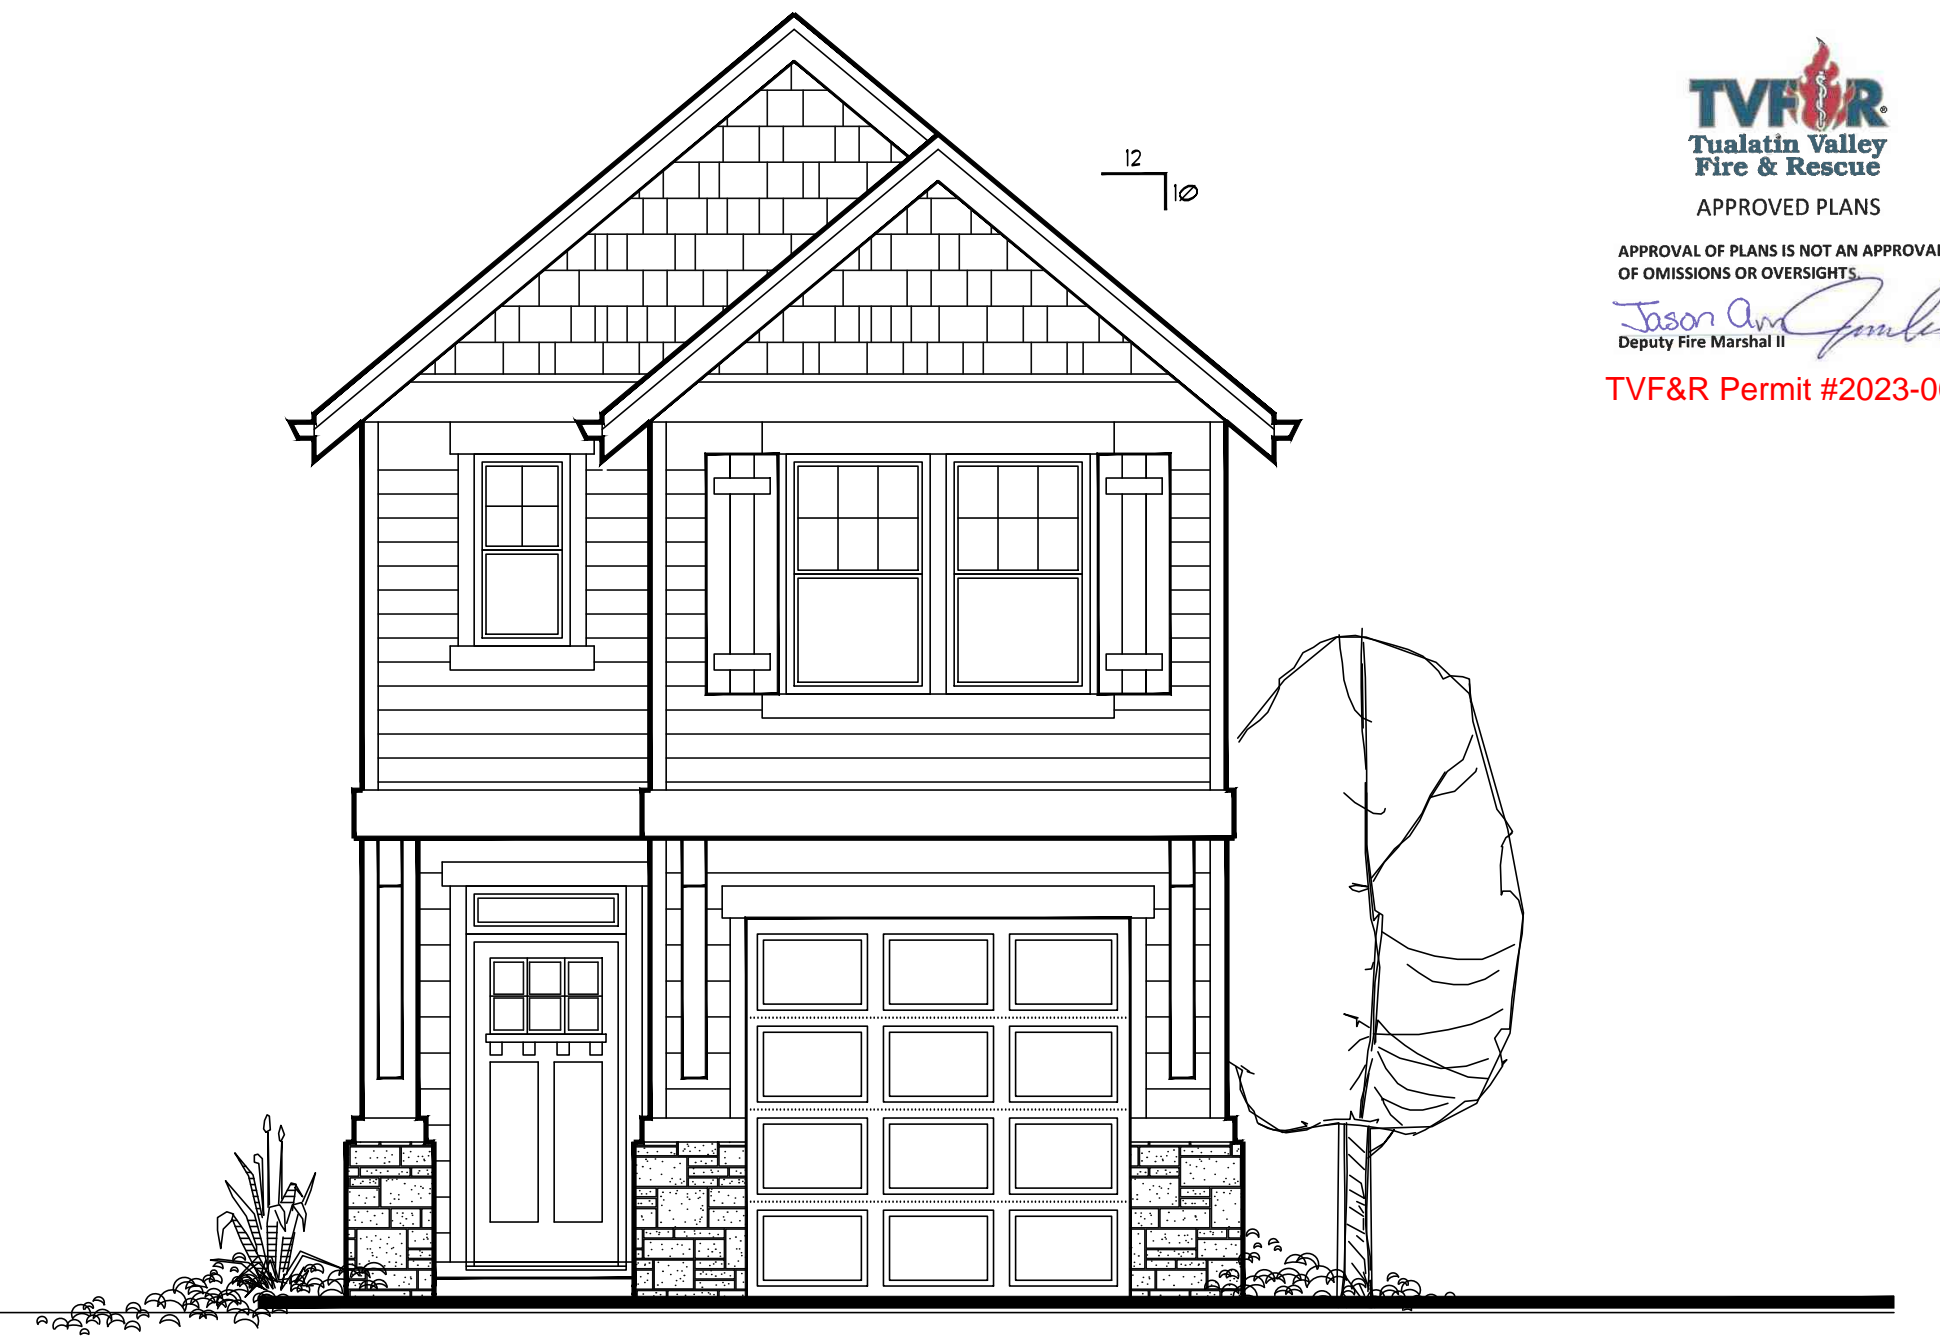 12
10
TVF&R®
Tualatin Valley
Fire & Rescue
APPROVED PLANS
APPROVAL OF PLANS IS NOT AN APPROVAL
OF OMISSIONS OR OVERSIGHTS.
Jason
Deputy Fire Marshal II
TVF&R Permit #2023-0